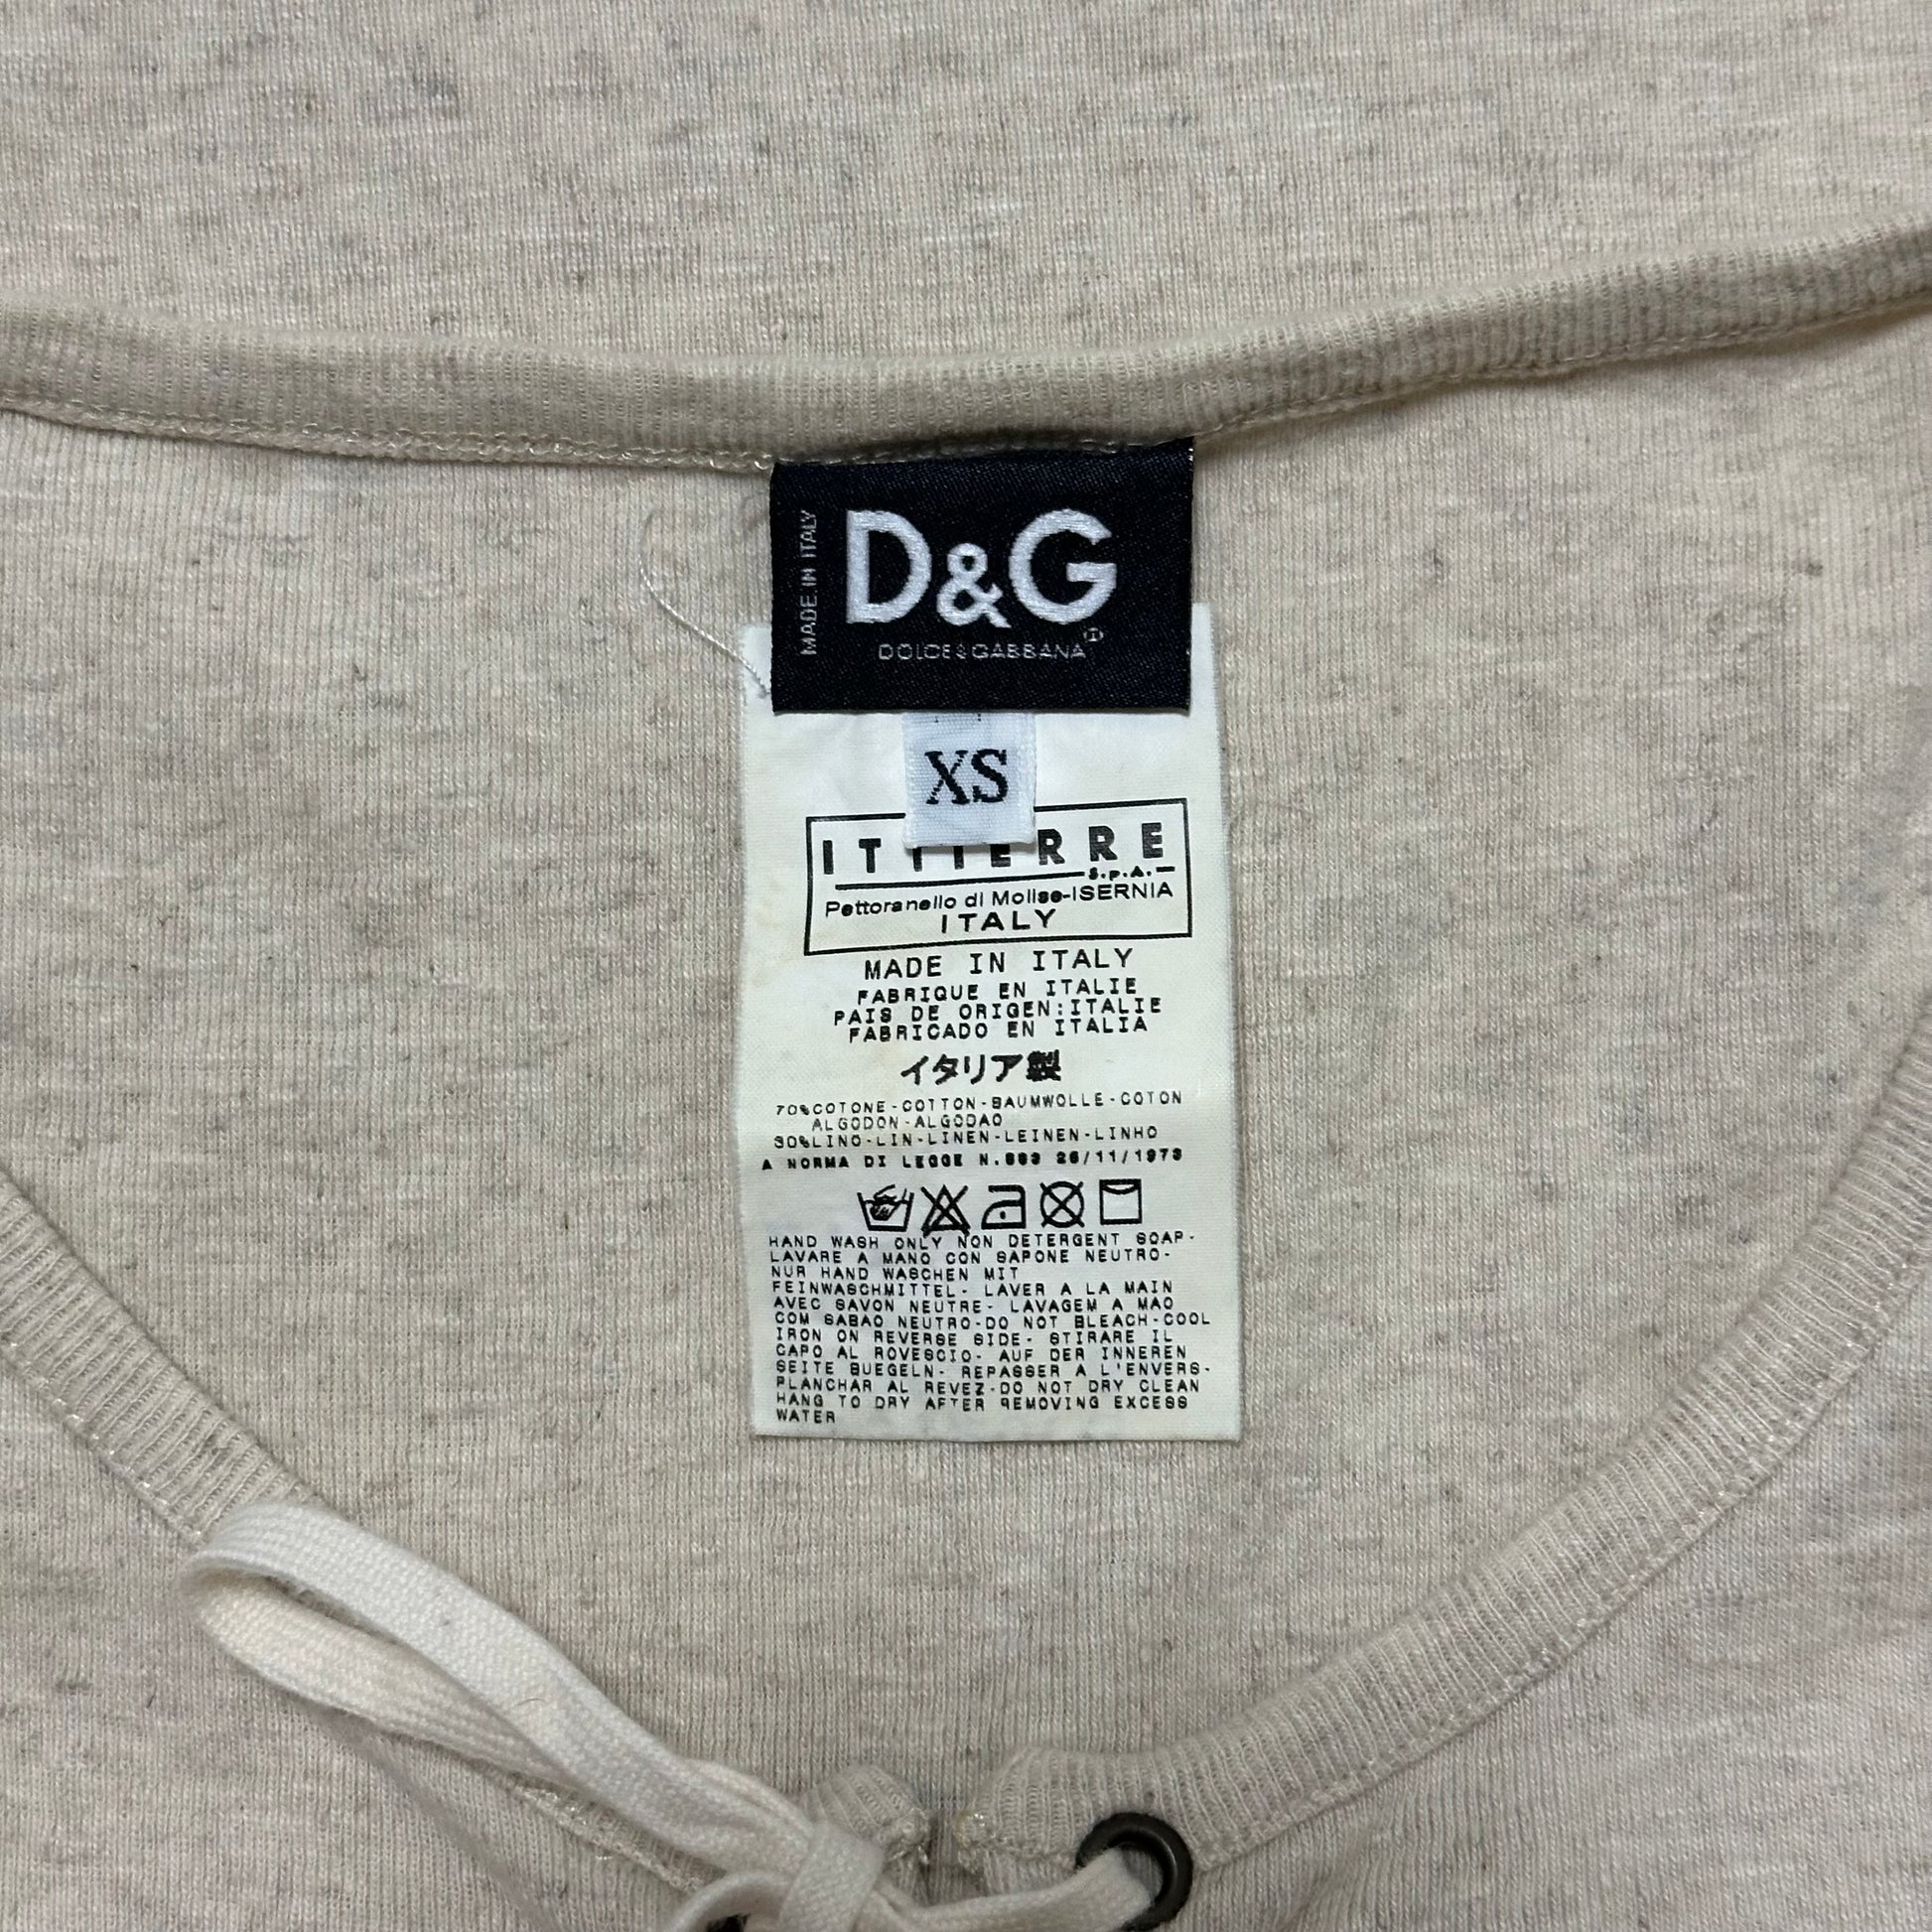 MADE IN ITALY
D&G
DOLCE&GABBANA
XS
ITTIERRE
S.p.A.
Pettoranello di Molise-ISERNIA
ITALY
MADE IN ITALY
FABRIQUE EN ITALIE
PAIS DE ORIGEN:ITALIE
FABRICADO EN ITALIA
イタリア製
70%COTONE-COTTON-BAUMWOLLE-COTON
ALGODON-ALGODAO
30%LINO-LIN-LINEN-LEINEN-LINHO
A NORMA DI LEGGE N.883 26/11/1973
HAND WASH ONLY NON DETERGENT SOAP-
LAVARE A MANO CON SAPONE NEUTRO-
NUR HAND WASCHEN MIT
FEINWASCHMITTEL- LAVER A LA MAIN
AVEC SAVON NEUTRE- LAVAGEM A MAO
COM SABAO NEUTRO-DO NOT BLEACH-COOL
IRON ON REVERSE SIDE- STIRARE IL
CAPO AL ROVESCIO- AUF DER INNEREN
SEITE BUEGELN- REPASSER A L'ENVERS-
PLANCHAR AL REVEZ-DO NOT DRY CLEAN
HANG TO DRY AFTER REMOVING EXCESS
WATER